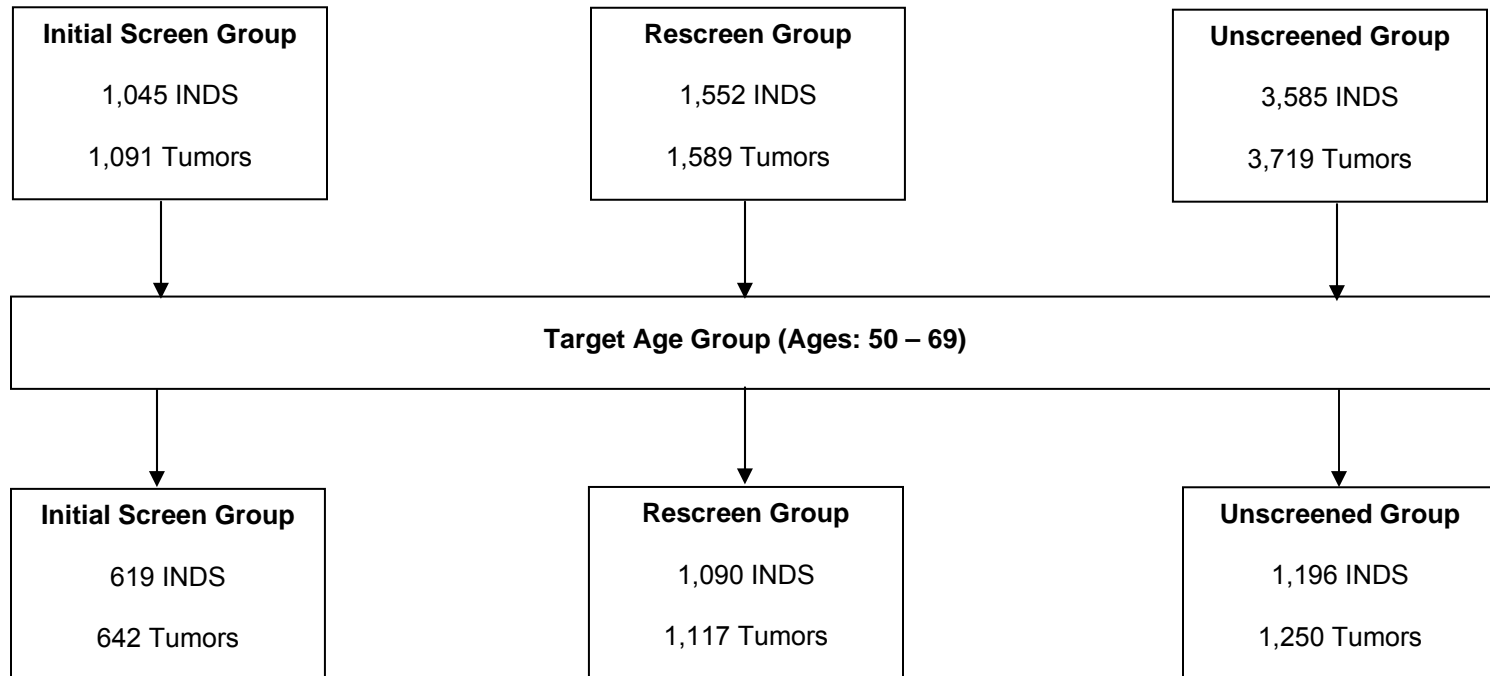 Initial Screen Group
1,045 INDS
1,091 Tumors
Rescreen Group
1,552 INDS
1,589 Tumors
Unscreened Group
3,585 INDS
3,719 Tumors
Target Age Group (Ages: 50 – 69)
Initial Screen Group
619 INDS
642 Tumors
Rescreen Group
1,090 INDS
1,117 Tumors
Unscreened Group
1,196 INDS
1,250 Tumors